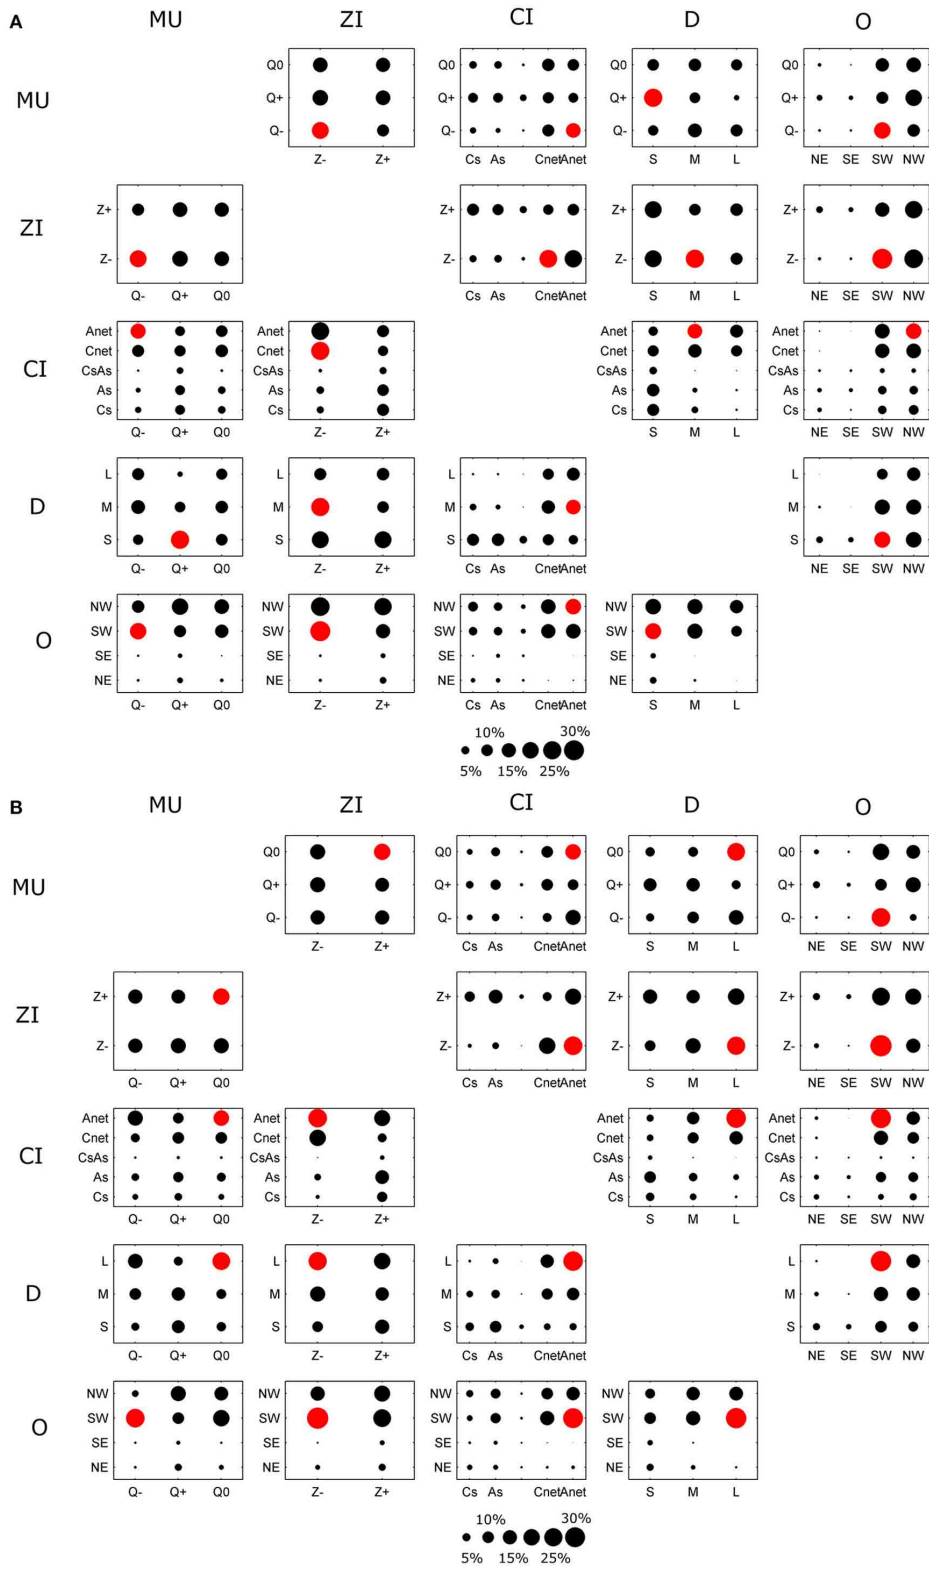 A MU ZI CI D O
MU
Q0 Q0 Q0 Q0
Q+ Q+ Q+ Q+
Q- Q- Q- Q-
Z- Z+ Cs As Cnet Anet S M L NE SE SW NW
ZI
Z+ Z+ Z+ Z+
Z- Z- Z- Z-
Q- Q+ Q0 Cs As Cnet Anet S M L NE SE SW NW
CI
Anet Anet Anet Anet
Cnet Cnet Cnet Cnet
CsAs CsAs CsAs CsAs
As As As As
Cs Cs Cs Cs
Q- Q+ Q0 Z- Z+ S M L NE SE SW NW
D
L L L L
M M M M
S S S S
Q- Q+ Q0 Z- Z+ Cs As Cnet Anet NE SE SW NW
O
NW NW NW NW
SW SW SW SW
SE SE SE SE
NE NE NE NE
Q- Q+ Q0 Z- Z+ Cs As Cnet Anet S M L
10% 30%
5% 15% 25%
B MU ZI CI D O
MU
Q0 Q0 Q0 Q0
Q+ Q+ Q+ Q+
Q- Q- Q- Q-
Z- Z+ Cs As Cnet Anet S M L NE SE SW NW
ZI
Z+ Z+ Z+ Z+
Z- Z- Z- Z-
Q- Q+ Q0 Cs As Cnet Anet S M L NE SE SW NW
CI
Anet Anet Anet Anet
Cnet Cnet Cnet Cnet
CsAs CsAs CsAs CsAs
As As As As
Cs Cs Cs Cs
Q- Q+ Q0 Z- Z+ S M L NE SE SW NW
D
L L L L
M M M M
S S S S
Q- Q+ Q0 Z- Z+ Cs As Cnet Anet NE SE SW NW
O
NW NW NW NW
SW SW SW SW
SE SE SE SE
NE NE NE NE
Q- Q+ Q0 Z- Z+ Cs As Cnet Anet S M L
10% 30%
5% 15% 25%